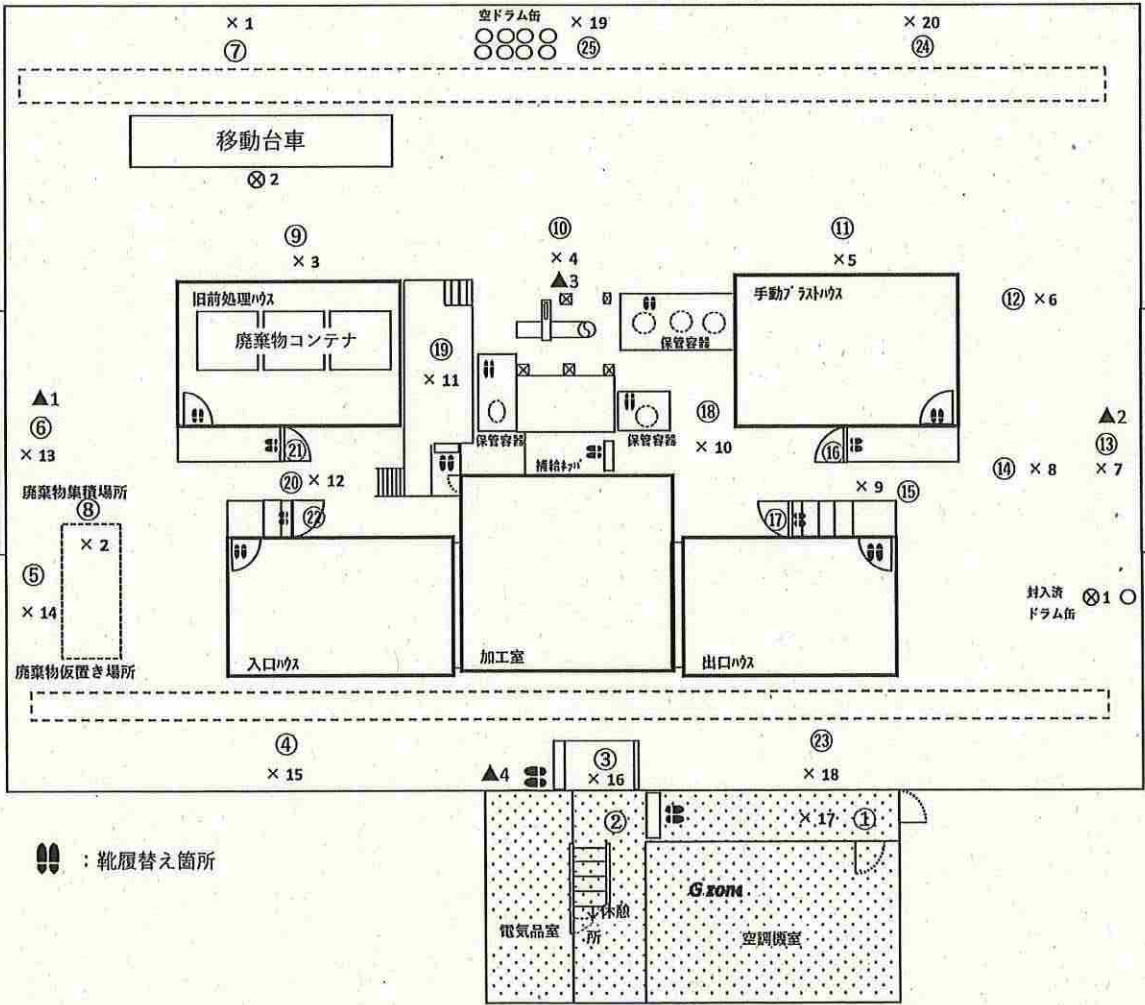 × 1
⑦
空ドラム缶
× 19
㉕
× 20
㉔
移動台車
⊗ 2
⑨
× 3
⑩
× 4
▲3
⑪
× 5
⑫ × 6
旧前処理ハウス
廃棄物コンテナ
手動ブラストハウス
保管容器
⑲
× 11
▲1
⑥
× 13
▲2
⑬
× 7
⑱
× 10
保管容器
保管容器
㉑
⑯
⑭ × 8
⑳ × 12
× 9 ⑮
廃棄物集積場所
⑧
× 2
㉒
⑰
⑤
× 14
封入済
ドラム缶
⊗1
廃棄物仮置き場所
入口ハウス
加工室
出口ハウス
④
× 15
▲4
③
× 16
㉓
× 18
②
× 17 ①
：靴履替え箇所
G zone
電気品室
休憩
所
空調機室